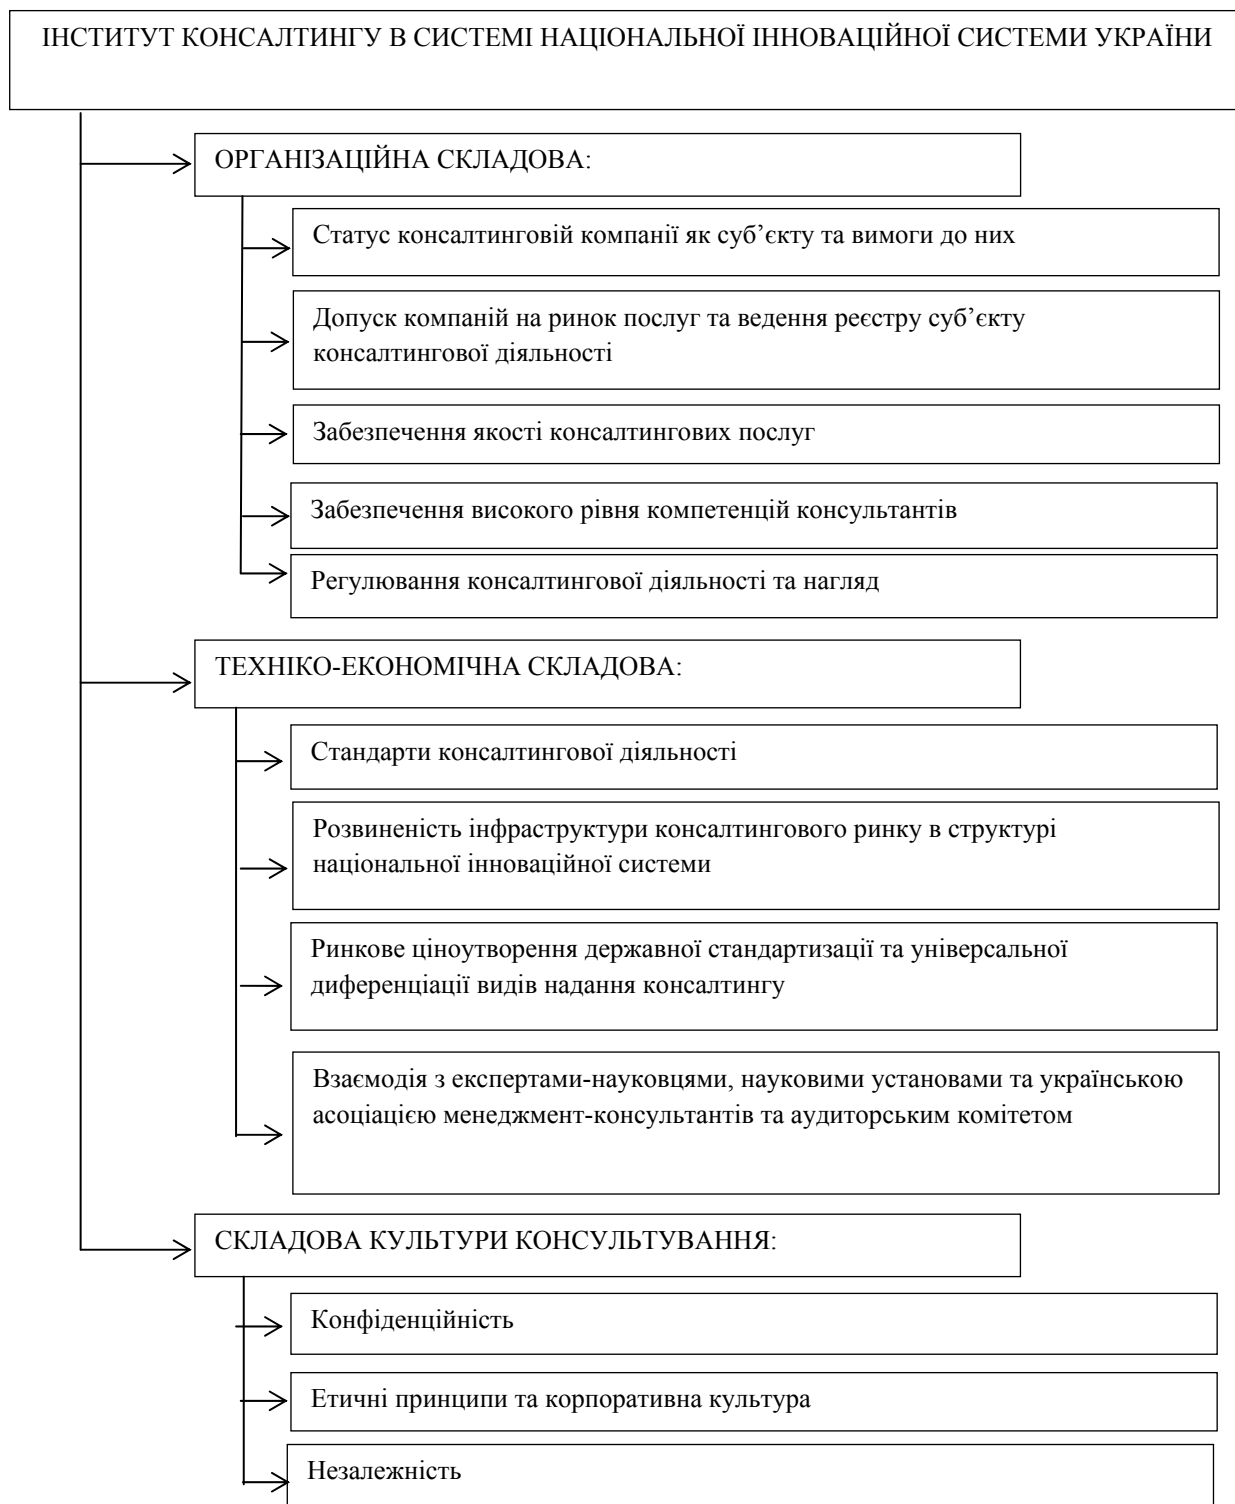 ІНСТИТУТ КОНСАЛТИНГУ В СИСТЕМІ НАЦІОНАЛЬНОЇ ІННОВАЦІЙНОЇ СИСТЕМИ УКРАЇНИ
ОРГАНІЗАЦІЙНА СКЛАДОВА:
Статус консалтинговій компанії як суб’єкту та вимоги до них
Допуск компаній на ринок послуг та ведення реєстру суб’єкту
консалтингової діяльності
Забезпечення якості консалтингових послуг
Забезпечення високого рівня компетенцій консультантів
Регулювання консалтингової діяльності та нагляд
ТЕХНІКО-ЕКОНОМІЧНА СКЛАДОВА:
Стандарти консалтингової діяльності
Розвиненість інфраструктури консалтингового ринку в структурі
національної інноваційної системи
Ринкове ціноутворення державної стандартизації та універсальної
диференціації видів надання консалтингу
Взаємодія з експертами-науковцями, науковими установами та українською
асоціацією менеджмент-консультантів та аудиторським комітетом
СКЛАДОВА КУЛЬТУРИ КОНСУЛЬТУВАННЯ:
Конфіденційність
Етичні принципи та корпоративна культура
Незалежність